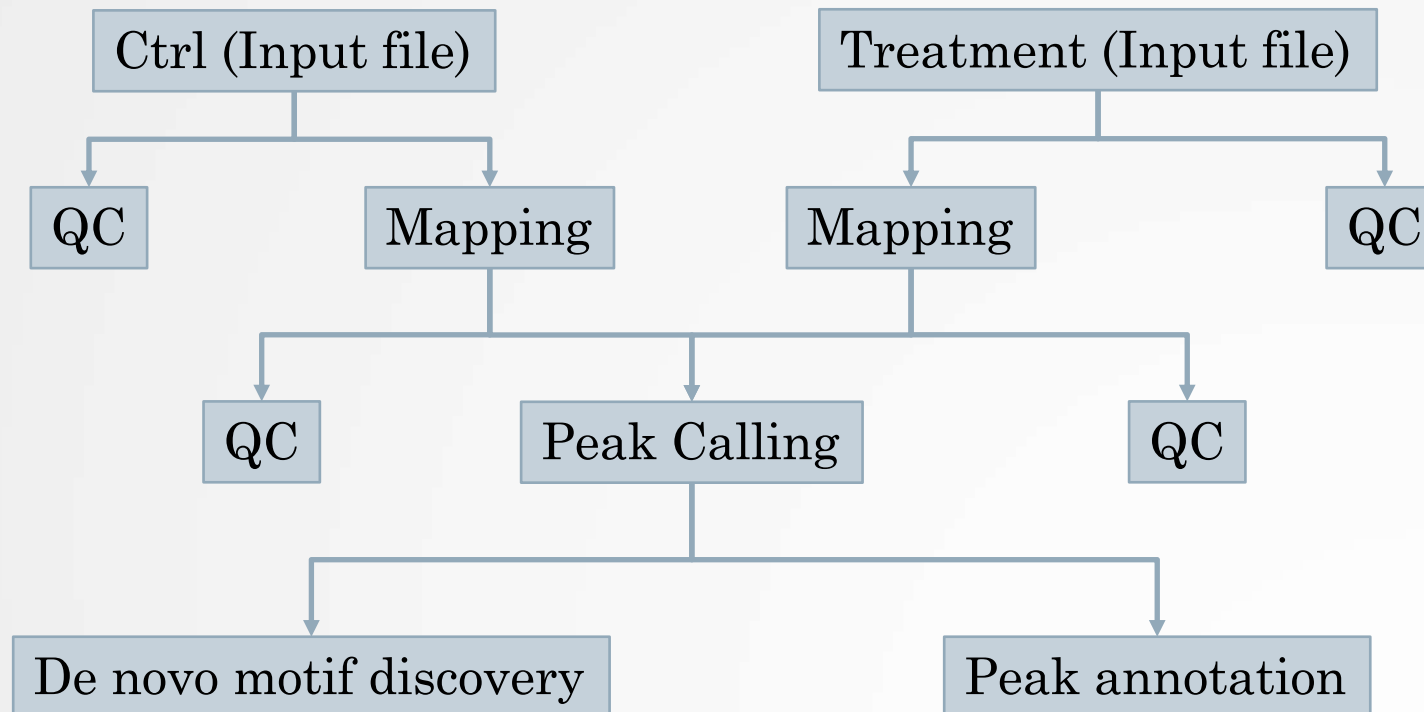 Ctrl (Input file)
Treatment (Input file)
QC
Mapping
Mapping
QC
QC
Peak Calling
QC
De novo motif discovery
Peak annotation